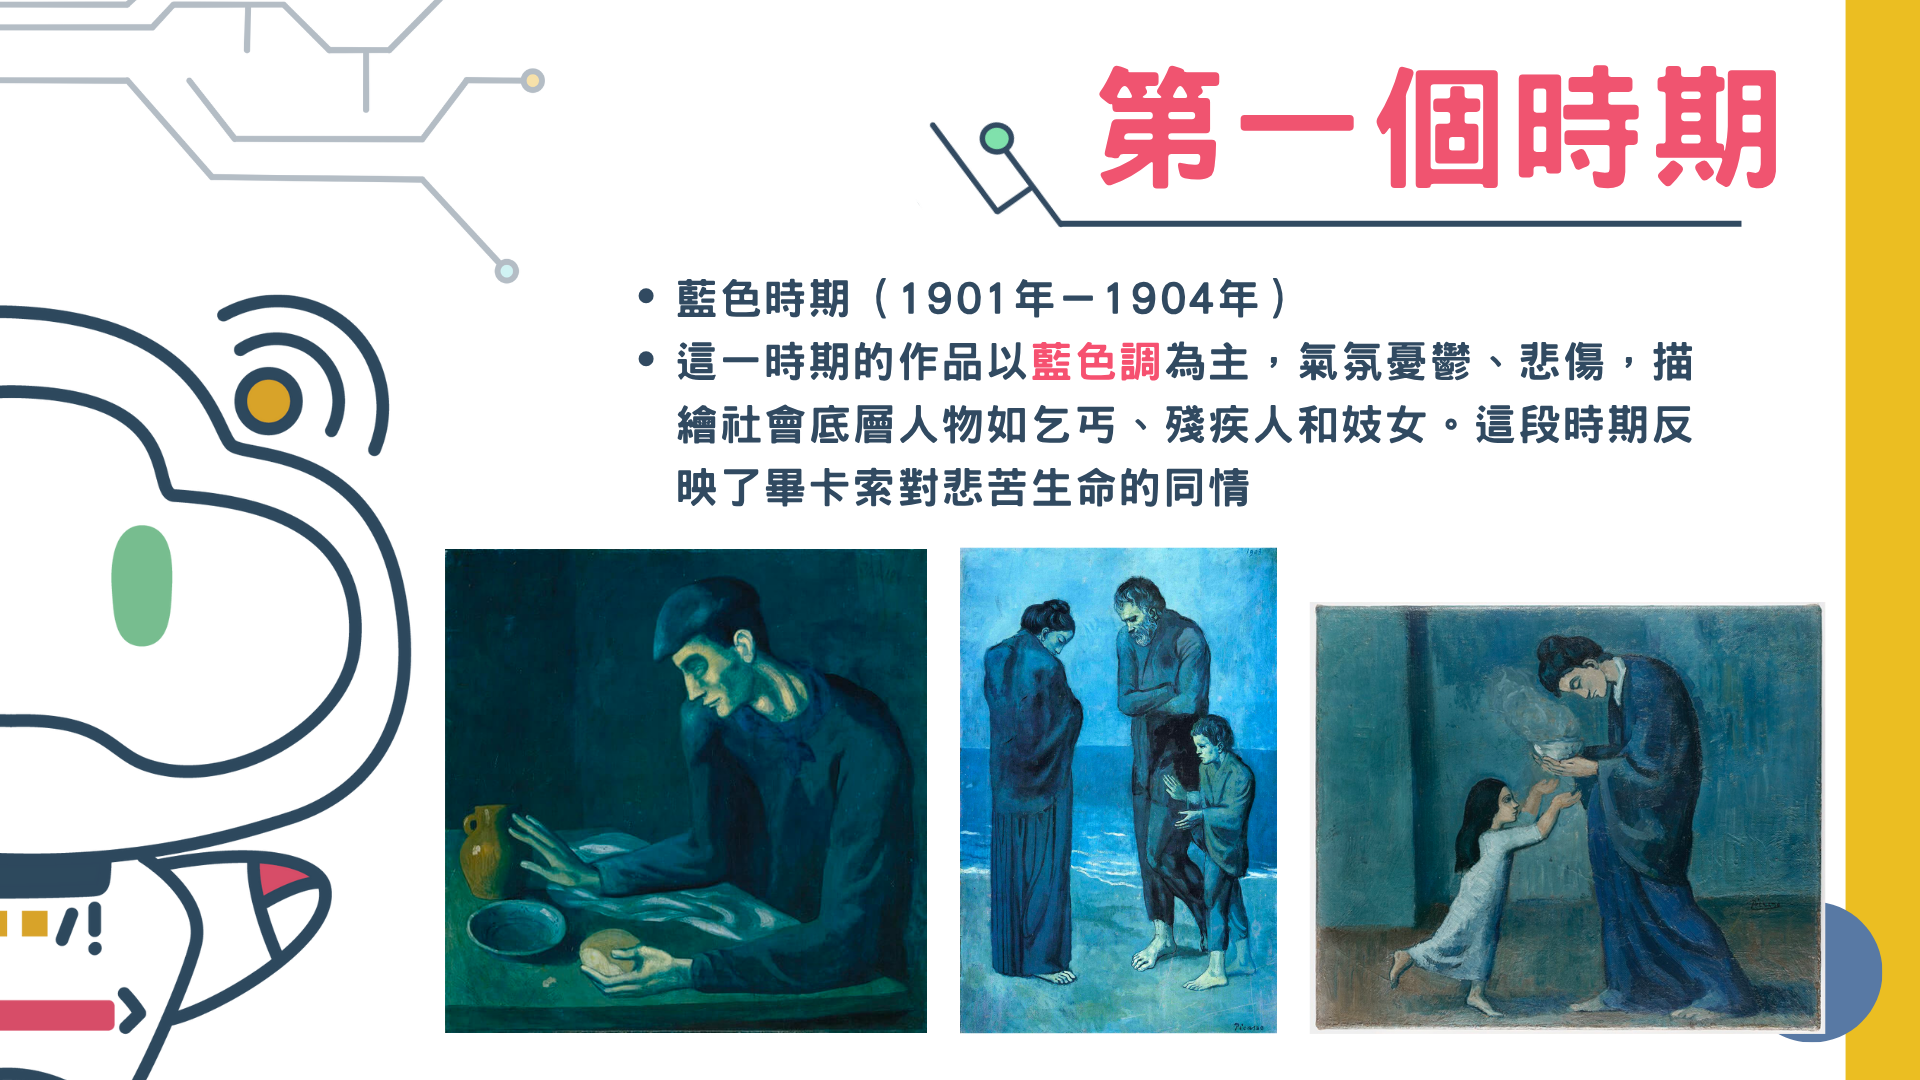 第一個時期
• 藍色時期（1901年－1904年）
• 這一時期的作品以藍色調為主，氣氛憂鬱、悲傷，描
繪社會底層人物如乞丐、殘疾人和妓女。這段時期反
映了畢卡索對悲苦生命的同情
1903
Picasso
Picasso